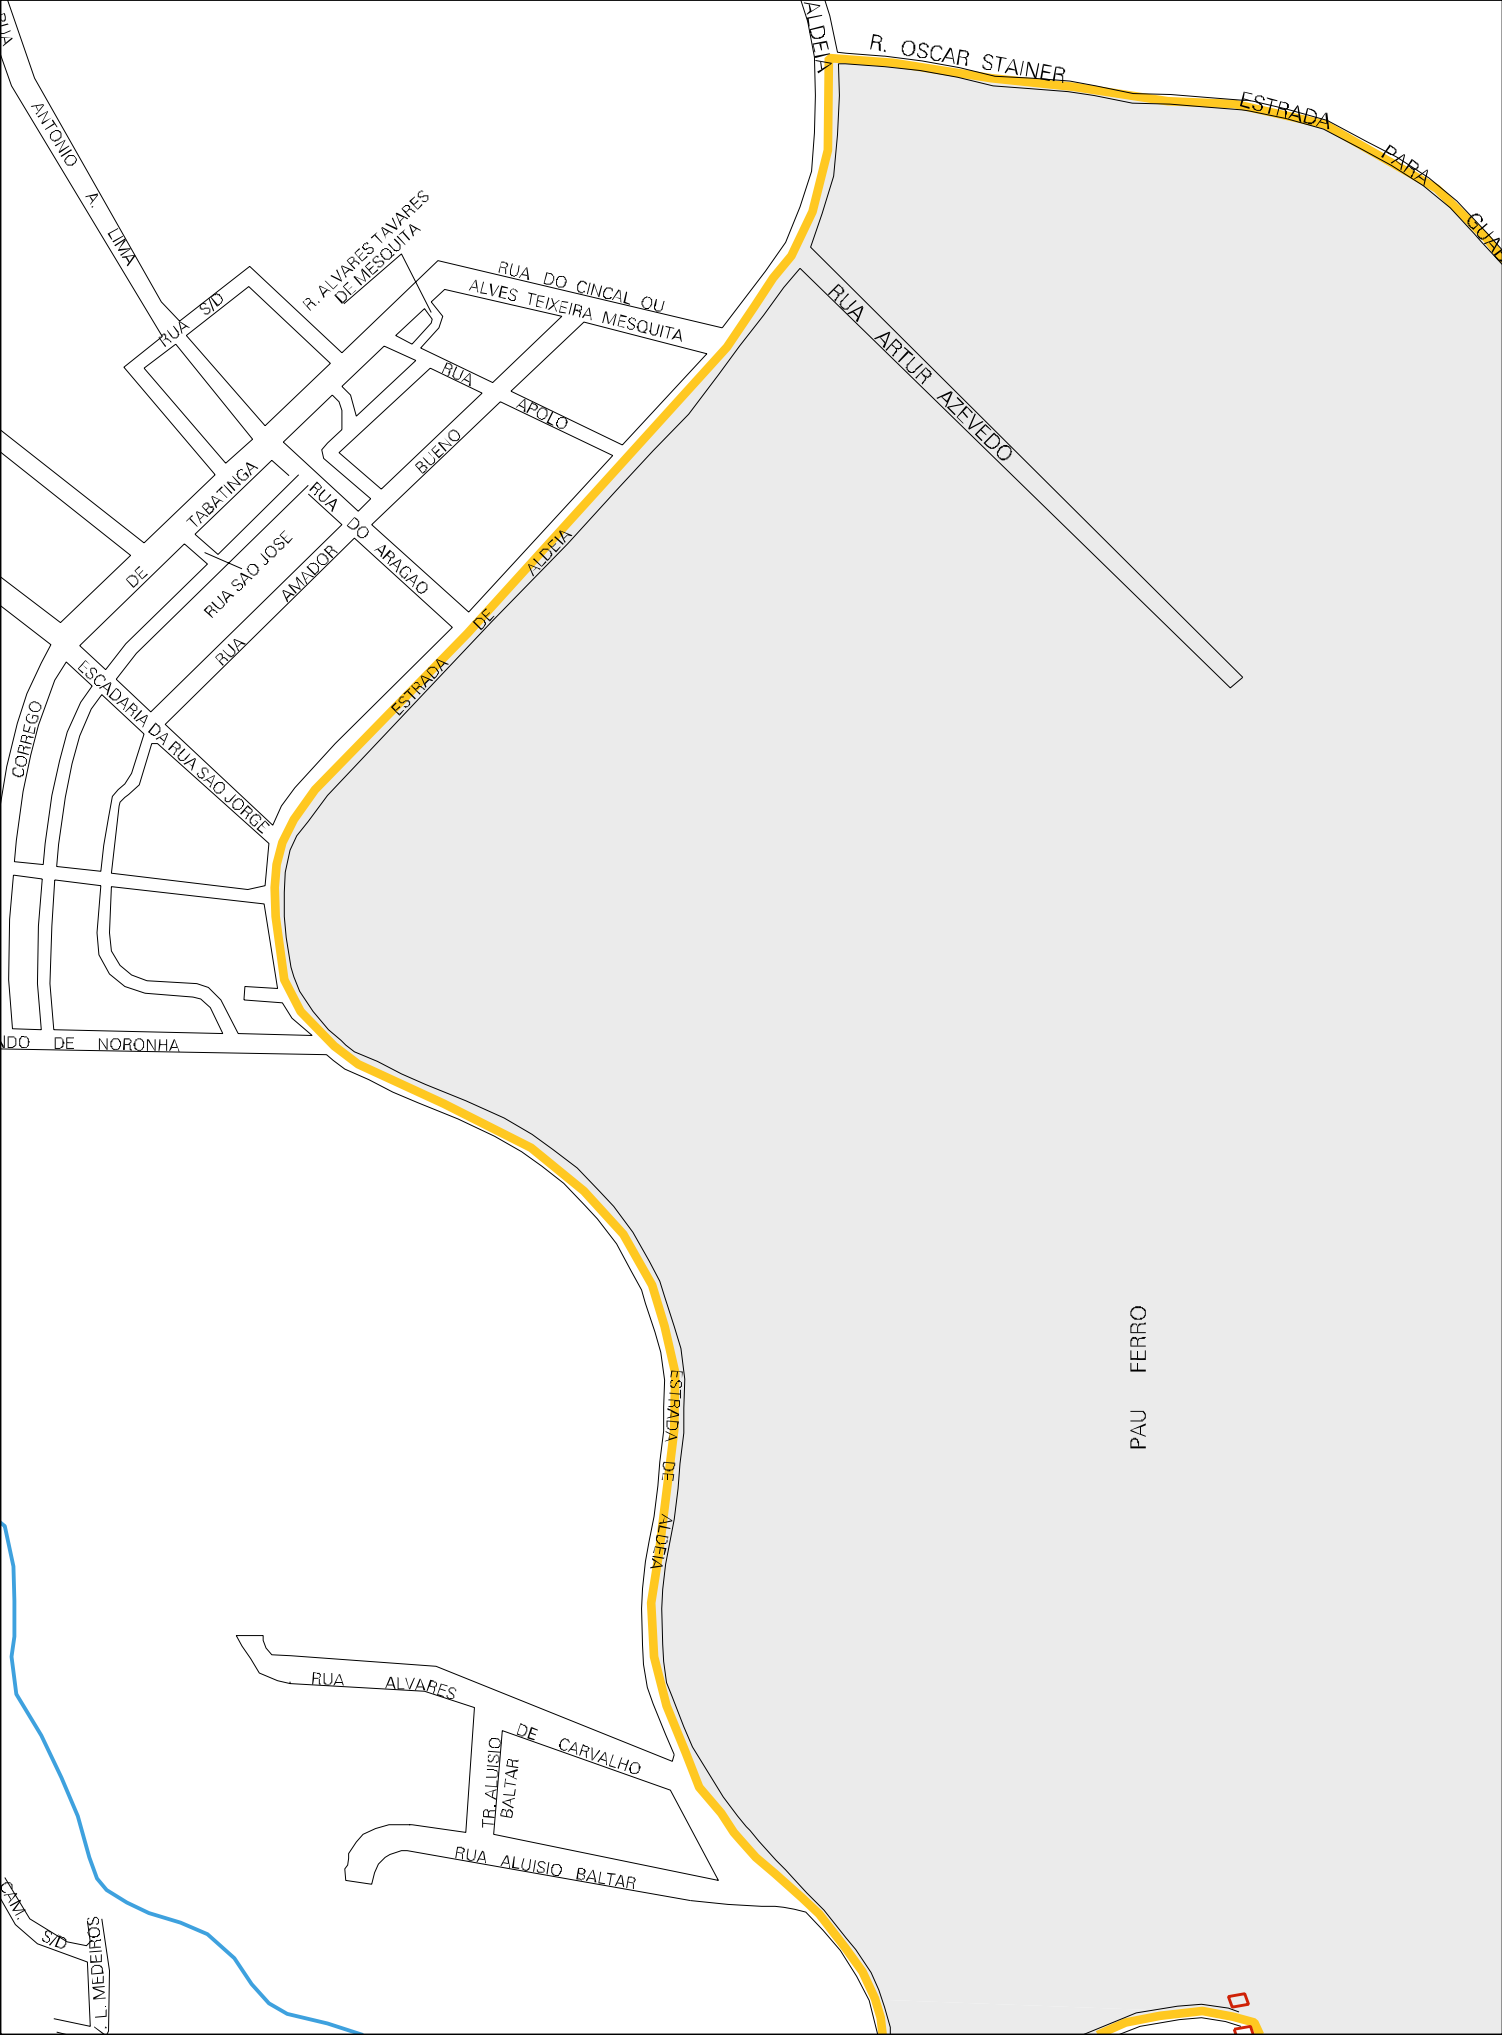 ALDEIA
R. OSCAR STAINER
ESTRADA PARA
RUA
ANTONIO A. LIMA
R. ALVARES TAVARES
DE MESQUITA
RUA S/D
RUA DO CINCAL OU
ALVES TEIXEIRA MESQUITA
RUA ARTUR AZEVEDO
RUA APOLO
BUENO
TABATINGA
DE
RUA DO ARAGAO
RUA SAO JOSE
AMADOR
RUA
ESTRADA DE ALDEIA
ESCADARIA DA RUA SAO JORGE
CORREGO
DE NORONHA
PAU FERRO
ESTRADA DE ALDEIA
RUA ALVARES
DE CARVALHO
TR. ALUISIO
BALTAR
RUA ALUISIO BALTAR
CAM. S/D
L. MEDEIROS